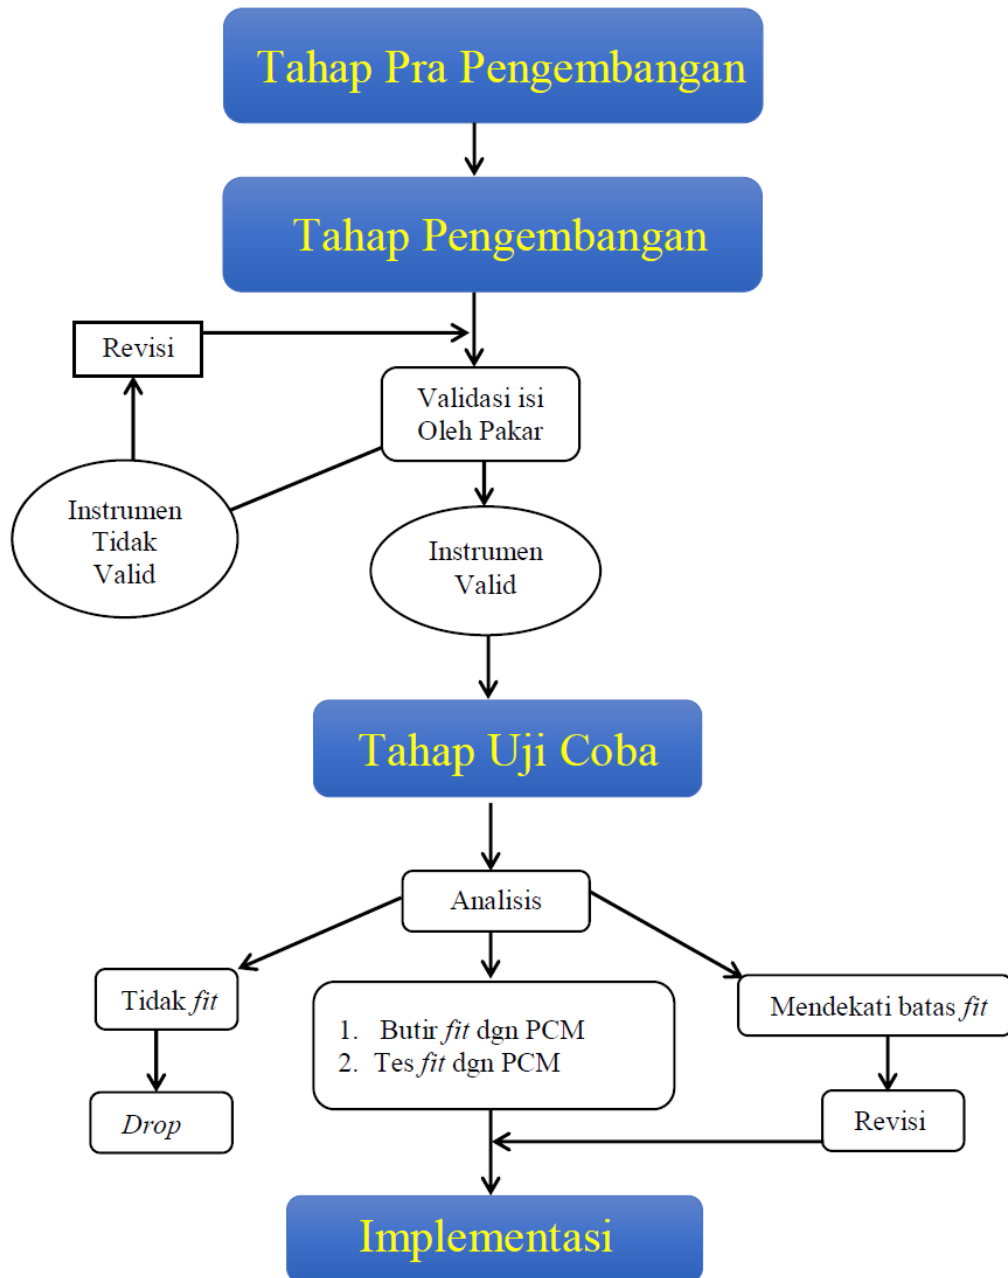 Tahap Pra Pengembangan
Tahap Pengembangan
Revisi
Validasi isi
Oleh Pakar
Instrumen
Tidak
Valid
Instrumen
Valid
Tahap Uji Coba
Analisis
Tidak fit
Mendekati batas fit
1. Butir fit dgn PCM
2. Tes fit dgn PCM
Drop
Revisi
Implementasi